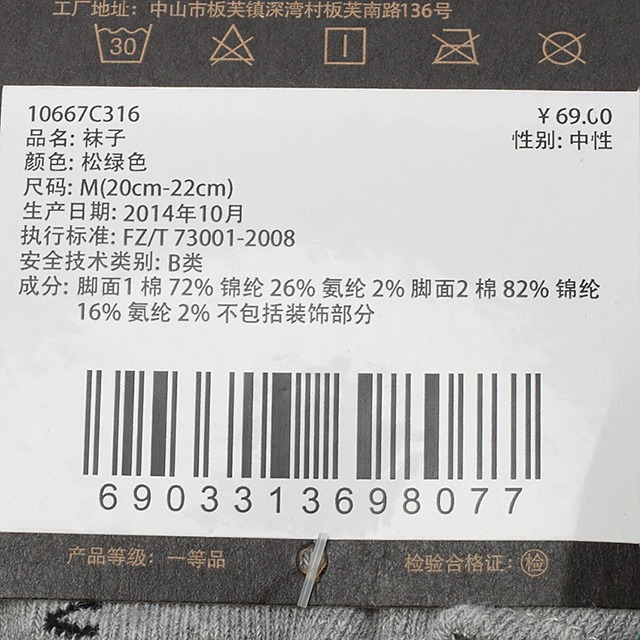 工厂地址：中山市板芙镇深湾村板芙南路136号
30
10667C316
￥69.00
品名: 袜子
性别: 中性
颜色: 松绿色
尺码: M(20cm-22cm)
生产日期: 2014年10月
执行标准: FZ/T 73001-2008
安全技术类别: B类
成分: 脚面1 棉 72% 锦纶 26% 氨纶 2% 脚面2 棉 82% 锦纶
16% 氨纶 2% 不包括装饰部分
6903313698077
产品等级：一等品
检验合格证：检